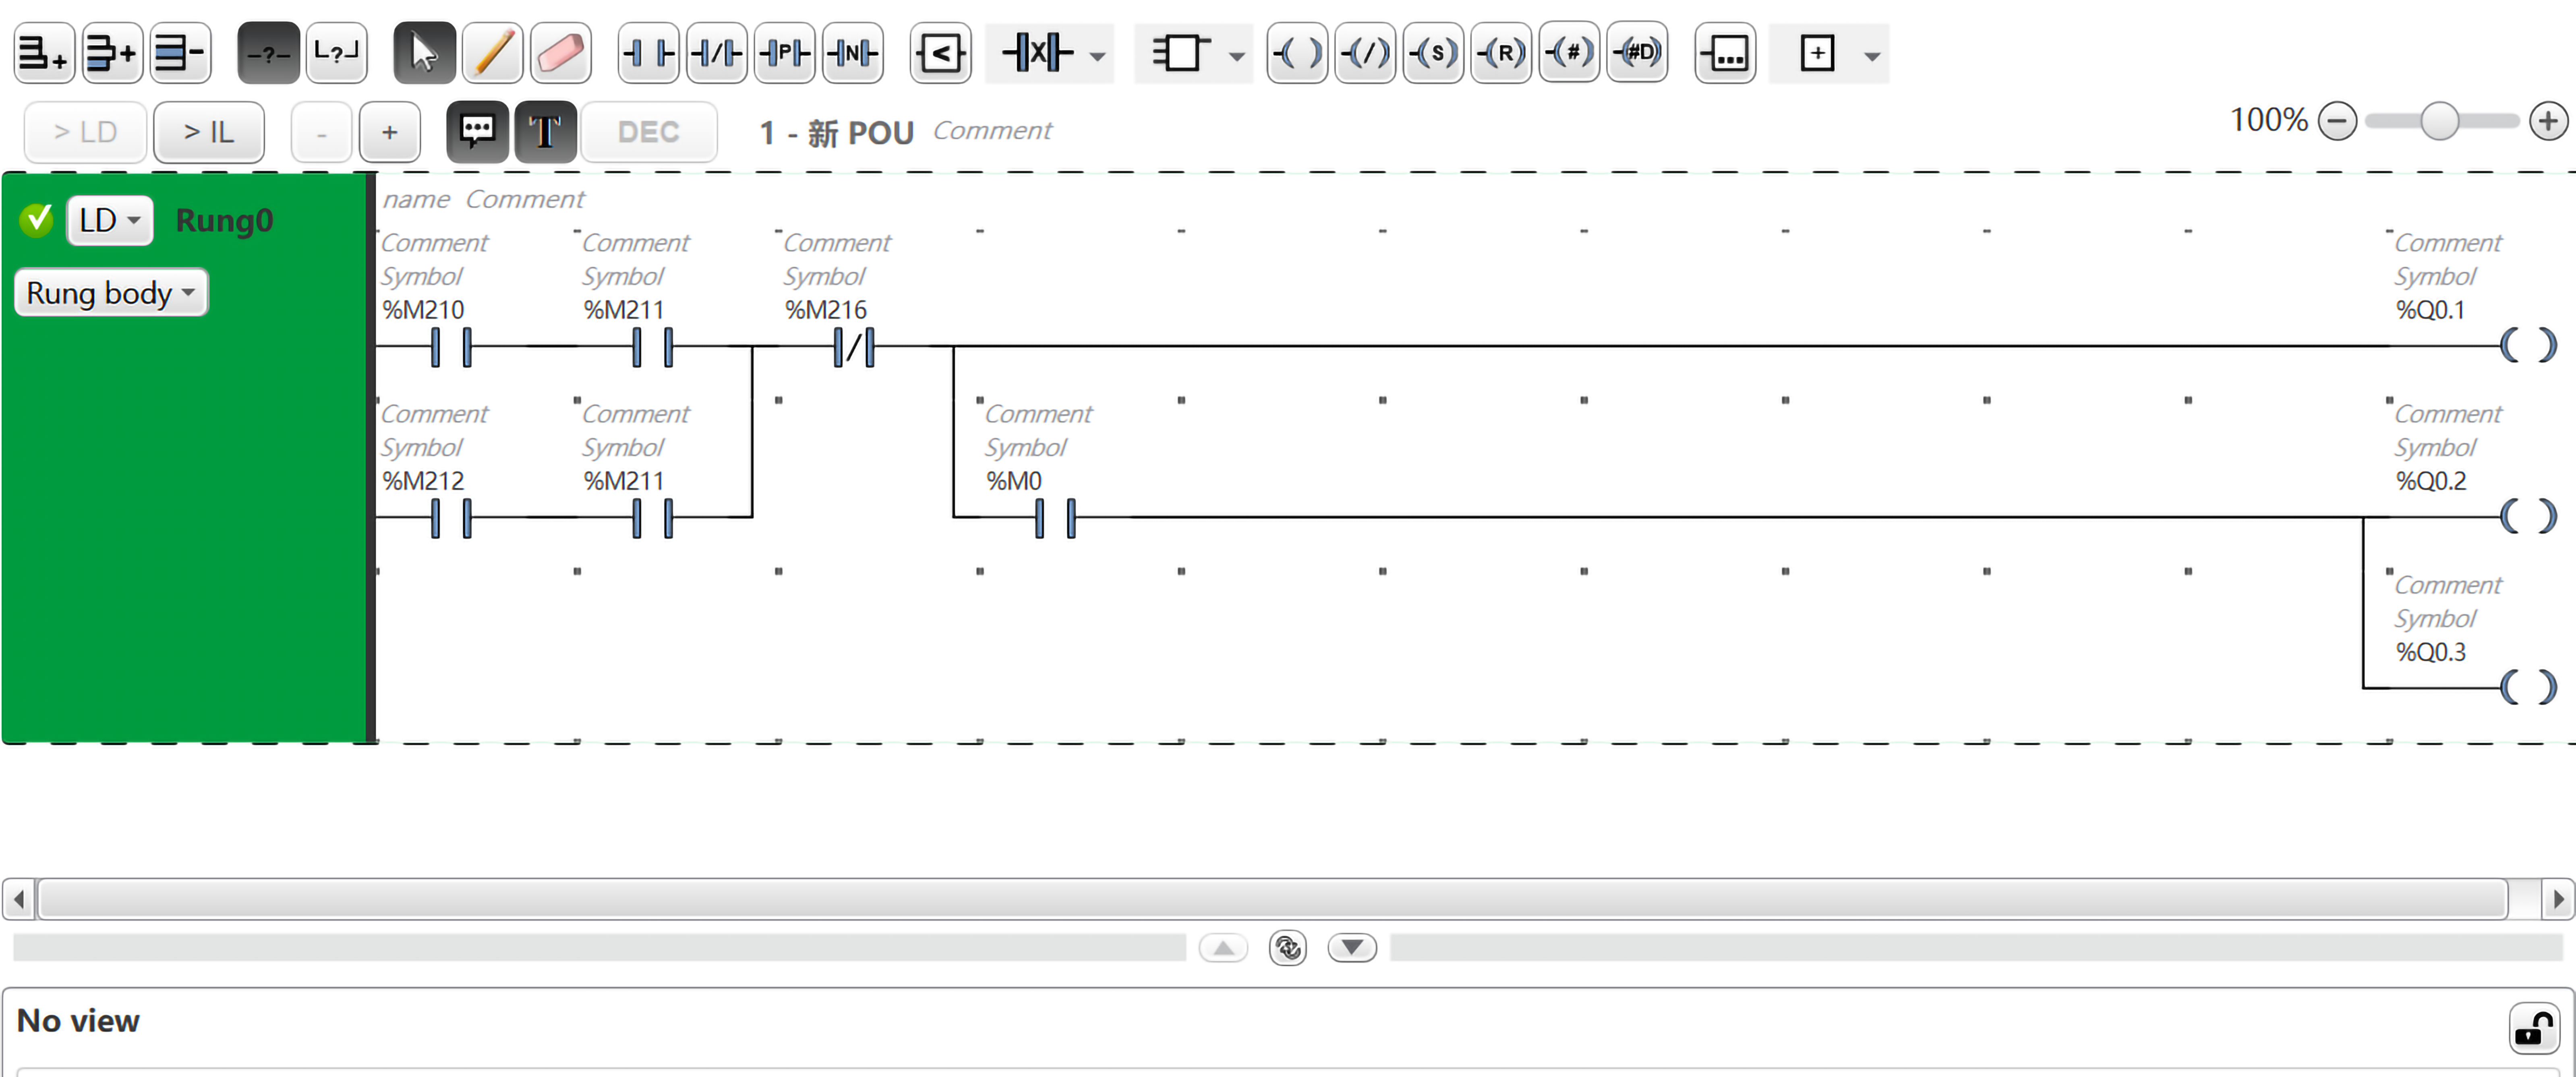 -?- L?J
/ P N < X ( ) (/) (S) (R) (#) (#D) ... +
> LD > IL - + T DEC 1 - 新 POU Comment 100%
LD Rung0 name Comment
Rung body
Comment Comment Comment Comment
Symbol Symbol Symbol Symbol
%M210 %M211 %M216 %Q0.1
Comment Comment Comment Comment
Symbol Symbol Symbol Symbol
%M212 %M211 %M0 %Q0.2
Comment
Symbol
%Q0.3
No view